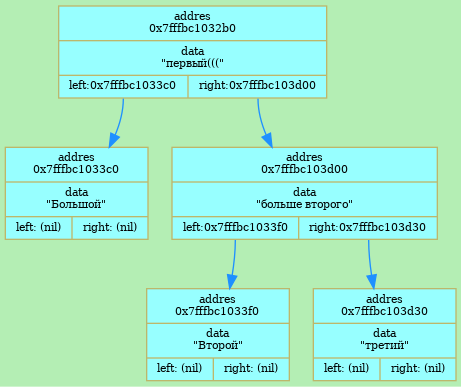 addres
0x7fffbc1032b0
data
"первый((("
left:0x7fffbc1033c0 right:0x7fffbc103d00
addres
0x7fffbc1033c0
data
"Большой"
left: (nil) right: (nil)
addres
0x7fffbc103d00
data
"больше второго"
left:0x7fffbc1033f0 right:0x7fffbc103d30
addres
0x7fffbc1033f0
data
"Второй"
left: (nil) right: (nil)
addres
0x7fffbc103d30
data
"третий"
left: (nil) right: (nil)